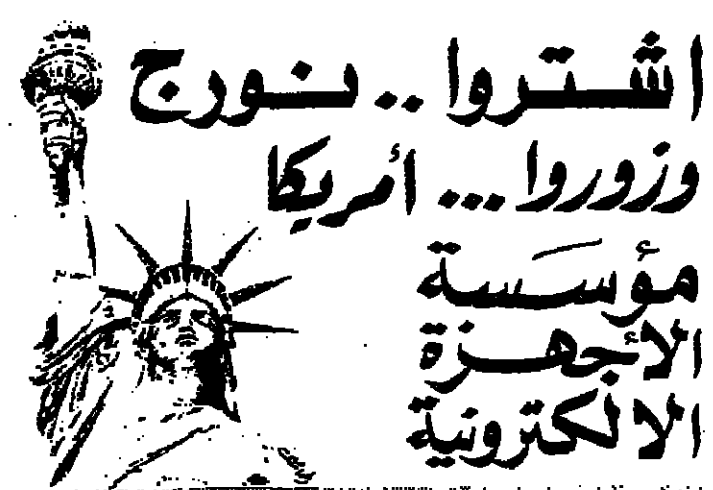 اشتروا .. نورج
وزوروا ... أمريكا
مؤسسة
الأجهزة
الالكترونية